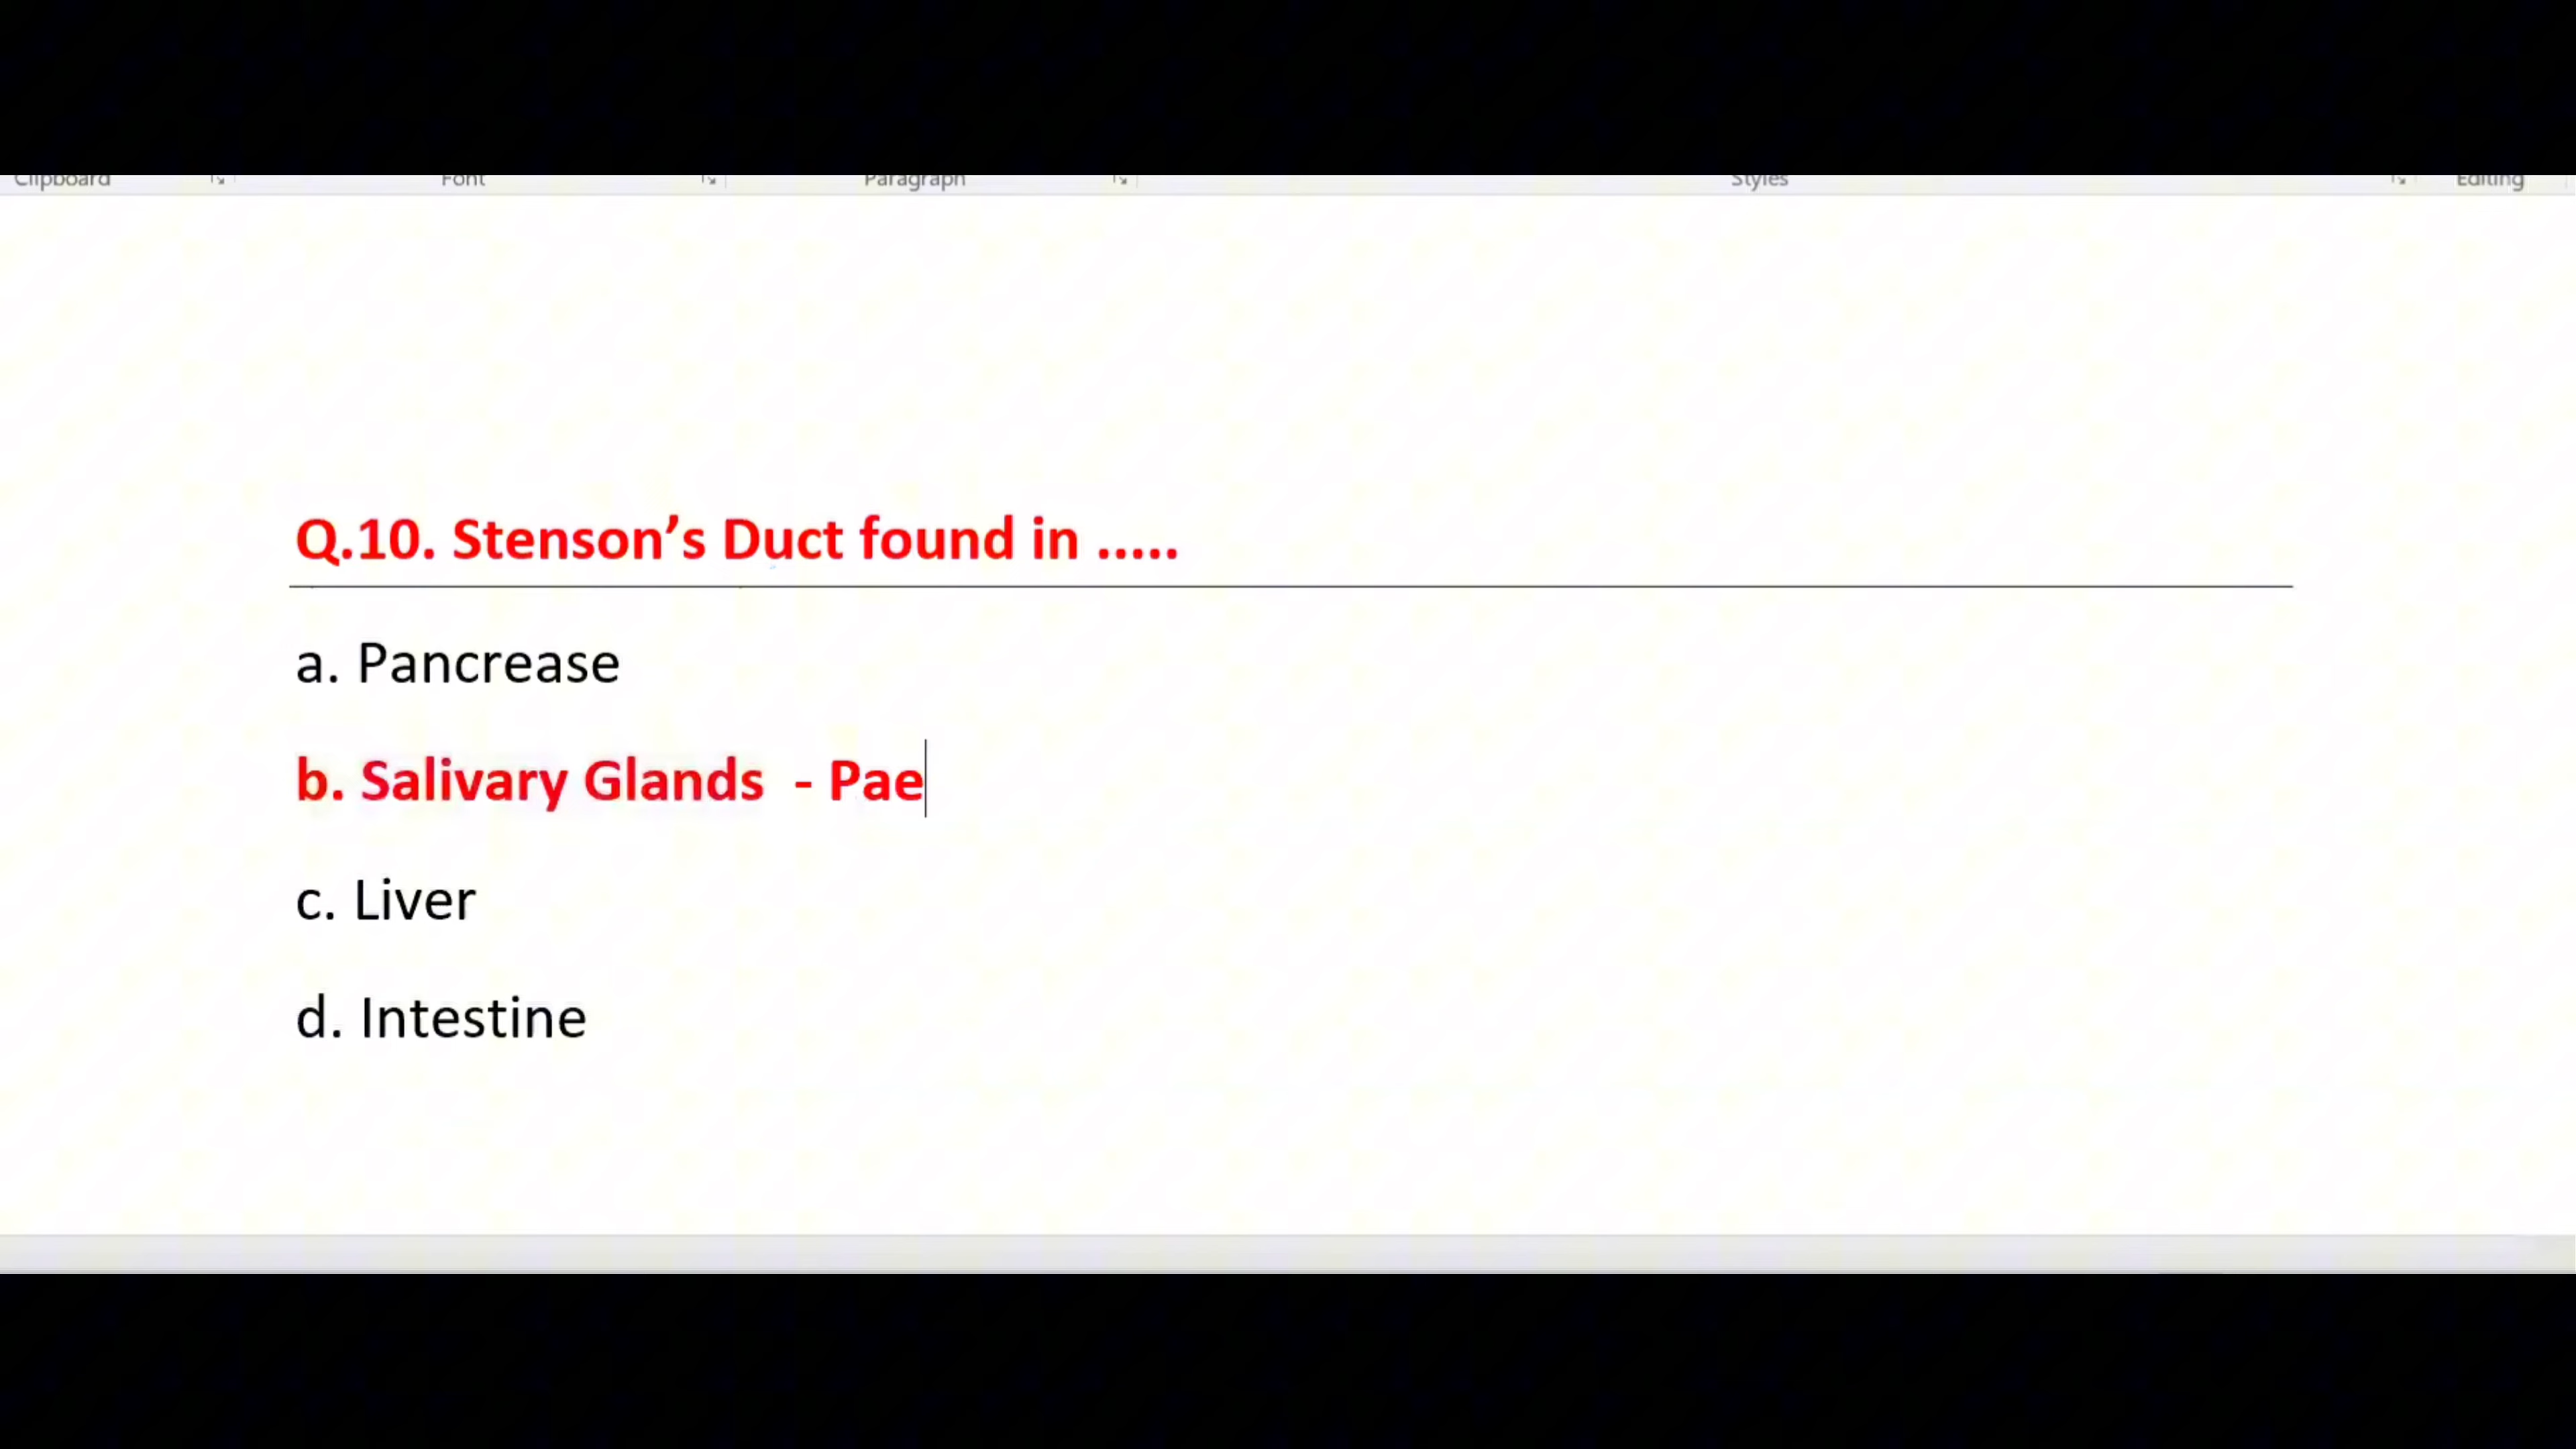 Clipboard Font Paragraph Styles Editing
Q.10. Stenson’s Duct found in .....
a. Pancrease
b. Salivary Glands  - Pae
c. Liver
d. Intestine